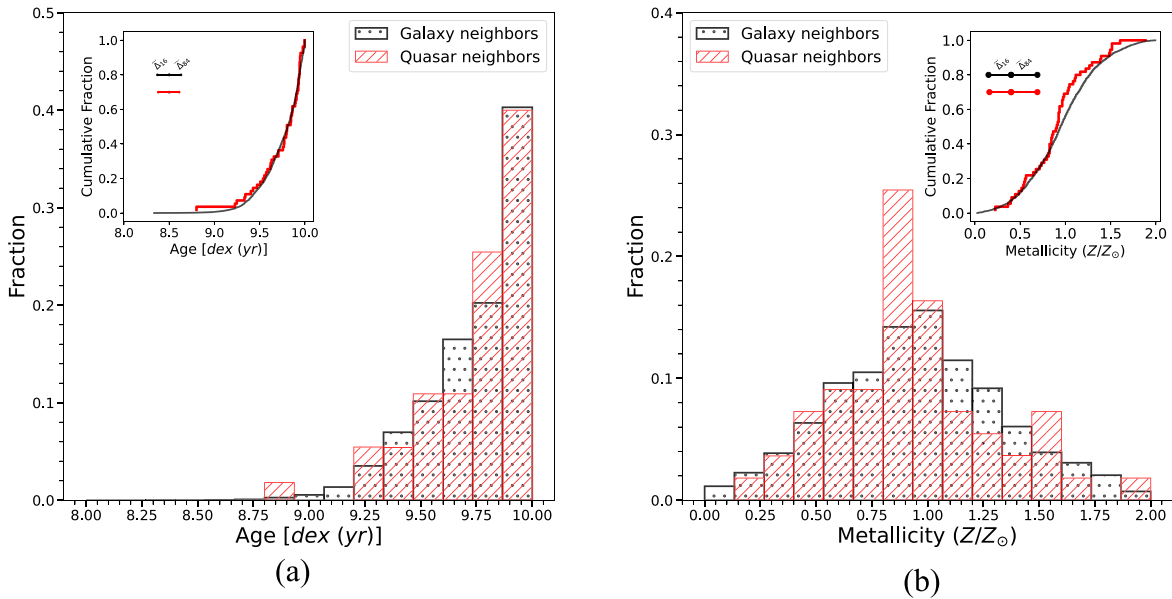 Galaxy neighbors
Quasar neighbors
Fraction
0.5
0.4
0.3
0.2
0.1
0.0
8.00 8.25 8.50 8.75 9.00 9.25 9.50 9.75 10.00
Age [dex (yr)]
Cumulative Fraction
1.0
0.8
0.6
0.4
0.2
0.0
8.0 8.5 9.0 9.5 10.0
Age [dex (yr)]
Δ̃16 Δ̃84
(a)
Galaxy neighbors
Quasar neighbors
Fraction
0.4
0.3
0.2
0.1
0.0
0.00 0.25 0.50 0.75 1.00 1.25 1.50 1.75 2.00
Metallicity (Z/Z⊙)
Cumulative Fraction
1.0
0.8
0.6
0.4
0.2
0.0
0.0 0.5 1.0 1.5 2.0
Metallicity (Z/Z⊙)
Δ̃16 Δ̃84
(b)